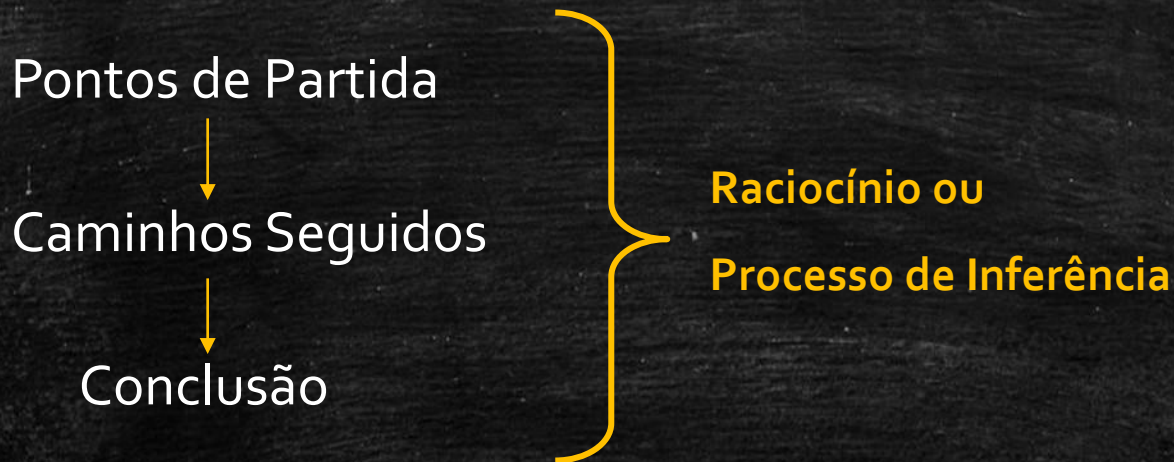 Pontos de Partida
Caminhos Seguidos
Conclusão
Raciocínio ou
Processo de Inferência